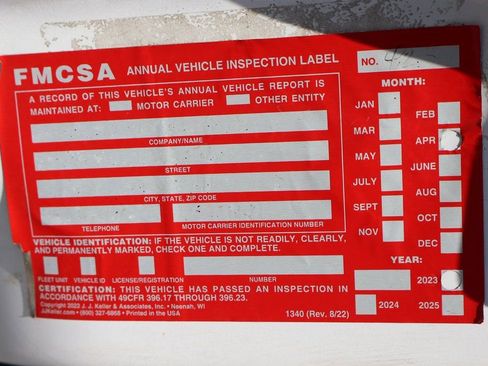 FMCSA ANNUAL VEHICLE INSPECTION LABEL NO.
A RECORD OF THIS VEHICLE'S ANNUAL VEHICLE REPORT IS
MAINTAINED AT: MOTOR CARRIER OTHER ENTITY
COMPANY/NAME
STREET
CITY, STATE, ZIP CODE
TELEPHONE MOTOR CARRIER IDENTIFICATION NUMBER
VEHICLE IDENTIFICATION: IF THE VEHICLE IS NOT READILY, CLEARLY,
AND PERMANENTLY MARKED, CHECK ONE AND COMPLETE.
FLEET UNIT VEHICLE ID LICENSE/REGISTRATION NUMBER
CERTIFICATION: THIS VEHICLE HAS PASSED AN INSPECTION IN
ACCORDANCE WITH 49CFR 396.17 THROUGH 396.23.
Copyright 2022 J. J. Keller & Associates, Inc. • Neenah, WI
JJKeller.com • (800) 327-6868 • Printed in the USA
1340 (Rev. 8/22)
MONTH:
JAN FEB
MAR APR
MAY JUNE
JULY AUG
SEPT OCT
NOV DEC
YEAR:
2023
2024 2025